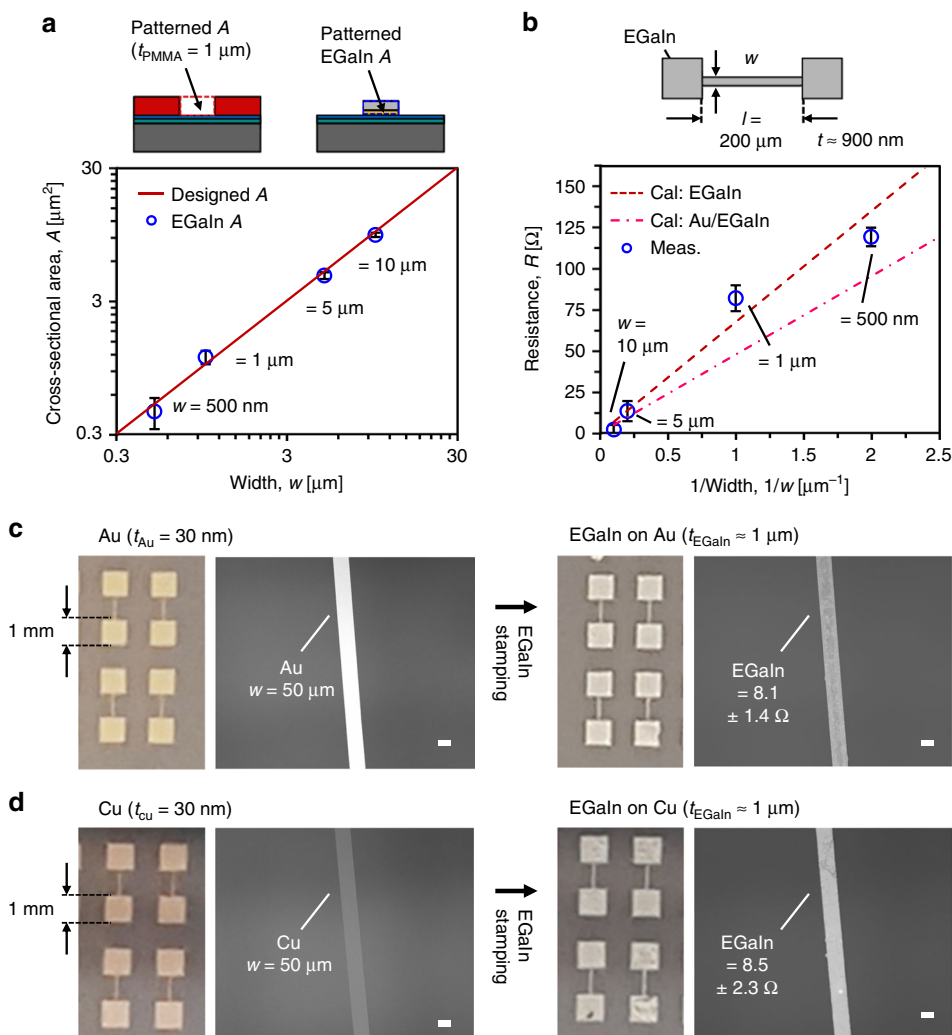 a
Patterned A
(tPMMA = 1 μm)
Patterned
EGaIn A
30
3
0.3
Cross-sectional area, A [μm²]
Designed A
EGaIn A
= 10 μm
= 5 μm
= 1 μm
w = 500 nm
0.3
3
30
Width, w [μm]
b
EGaIn
w
l =
200 μm
t ≈ 900 nm
150
125
100
75
50
25
0
Resistance, R [Ω]
Cal: EGaIn
Cal: Au/EGaIn
Meas.
w =
10 μm
= 5 μm
= 1 μm
= 500 nm
0
0.5
1
1.5
2
2.5
1/Width, 1/w [μm⁻¹]
c
Au (tAu = 30 nm)
1 mm
Au
w = 50 μm
EGaIn
stamping
EGaIn on Au (tEGaIn ≈ 1 μm)
EGaIn
= 8.1
± 1.4 Ω
d
Cu (tcu = 30 nm)
1 mm
Cu
w = 50 μm
EGaIn
stamping
EGaIn on Cu (tEGaIn ≈ 1 μm)
EGaIn
= 8.5
± 2.3 Ω